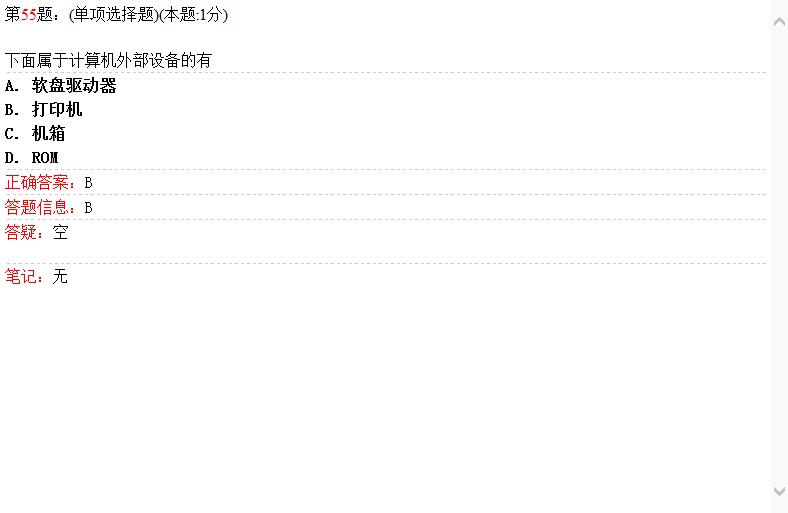 第55题：(单项选择题)(本题:1分)
下面属于计算机外部设备的有
A. 软盘驱动器
B. 打印机
C. 机箱
D. ROM
正确答案：B
答题信息：B
答疑：空
笔记：无